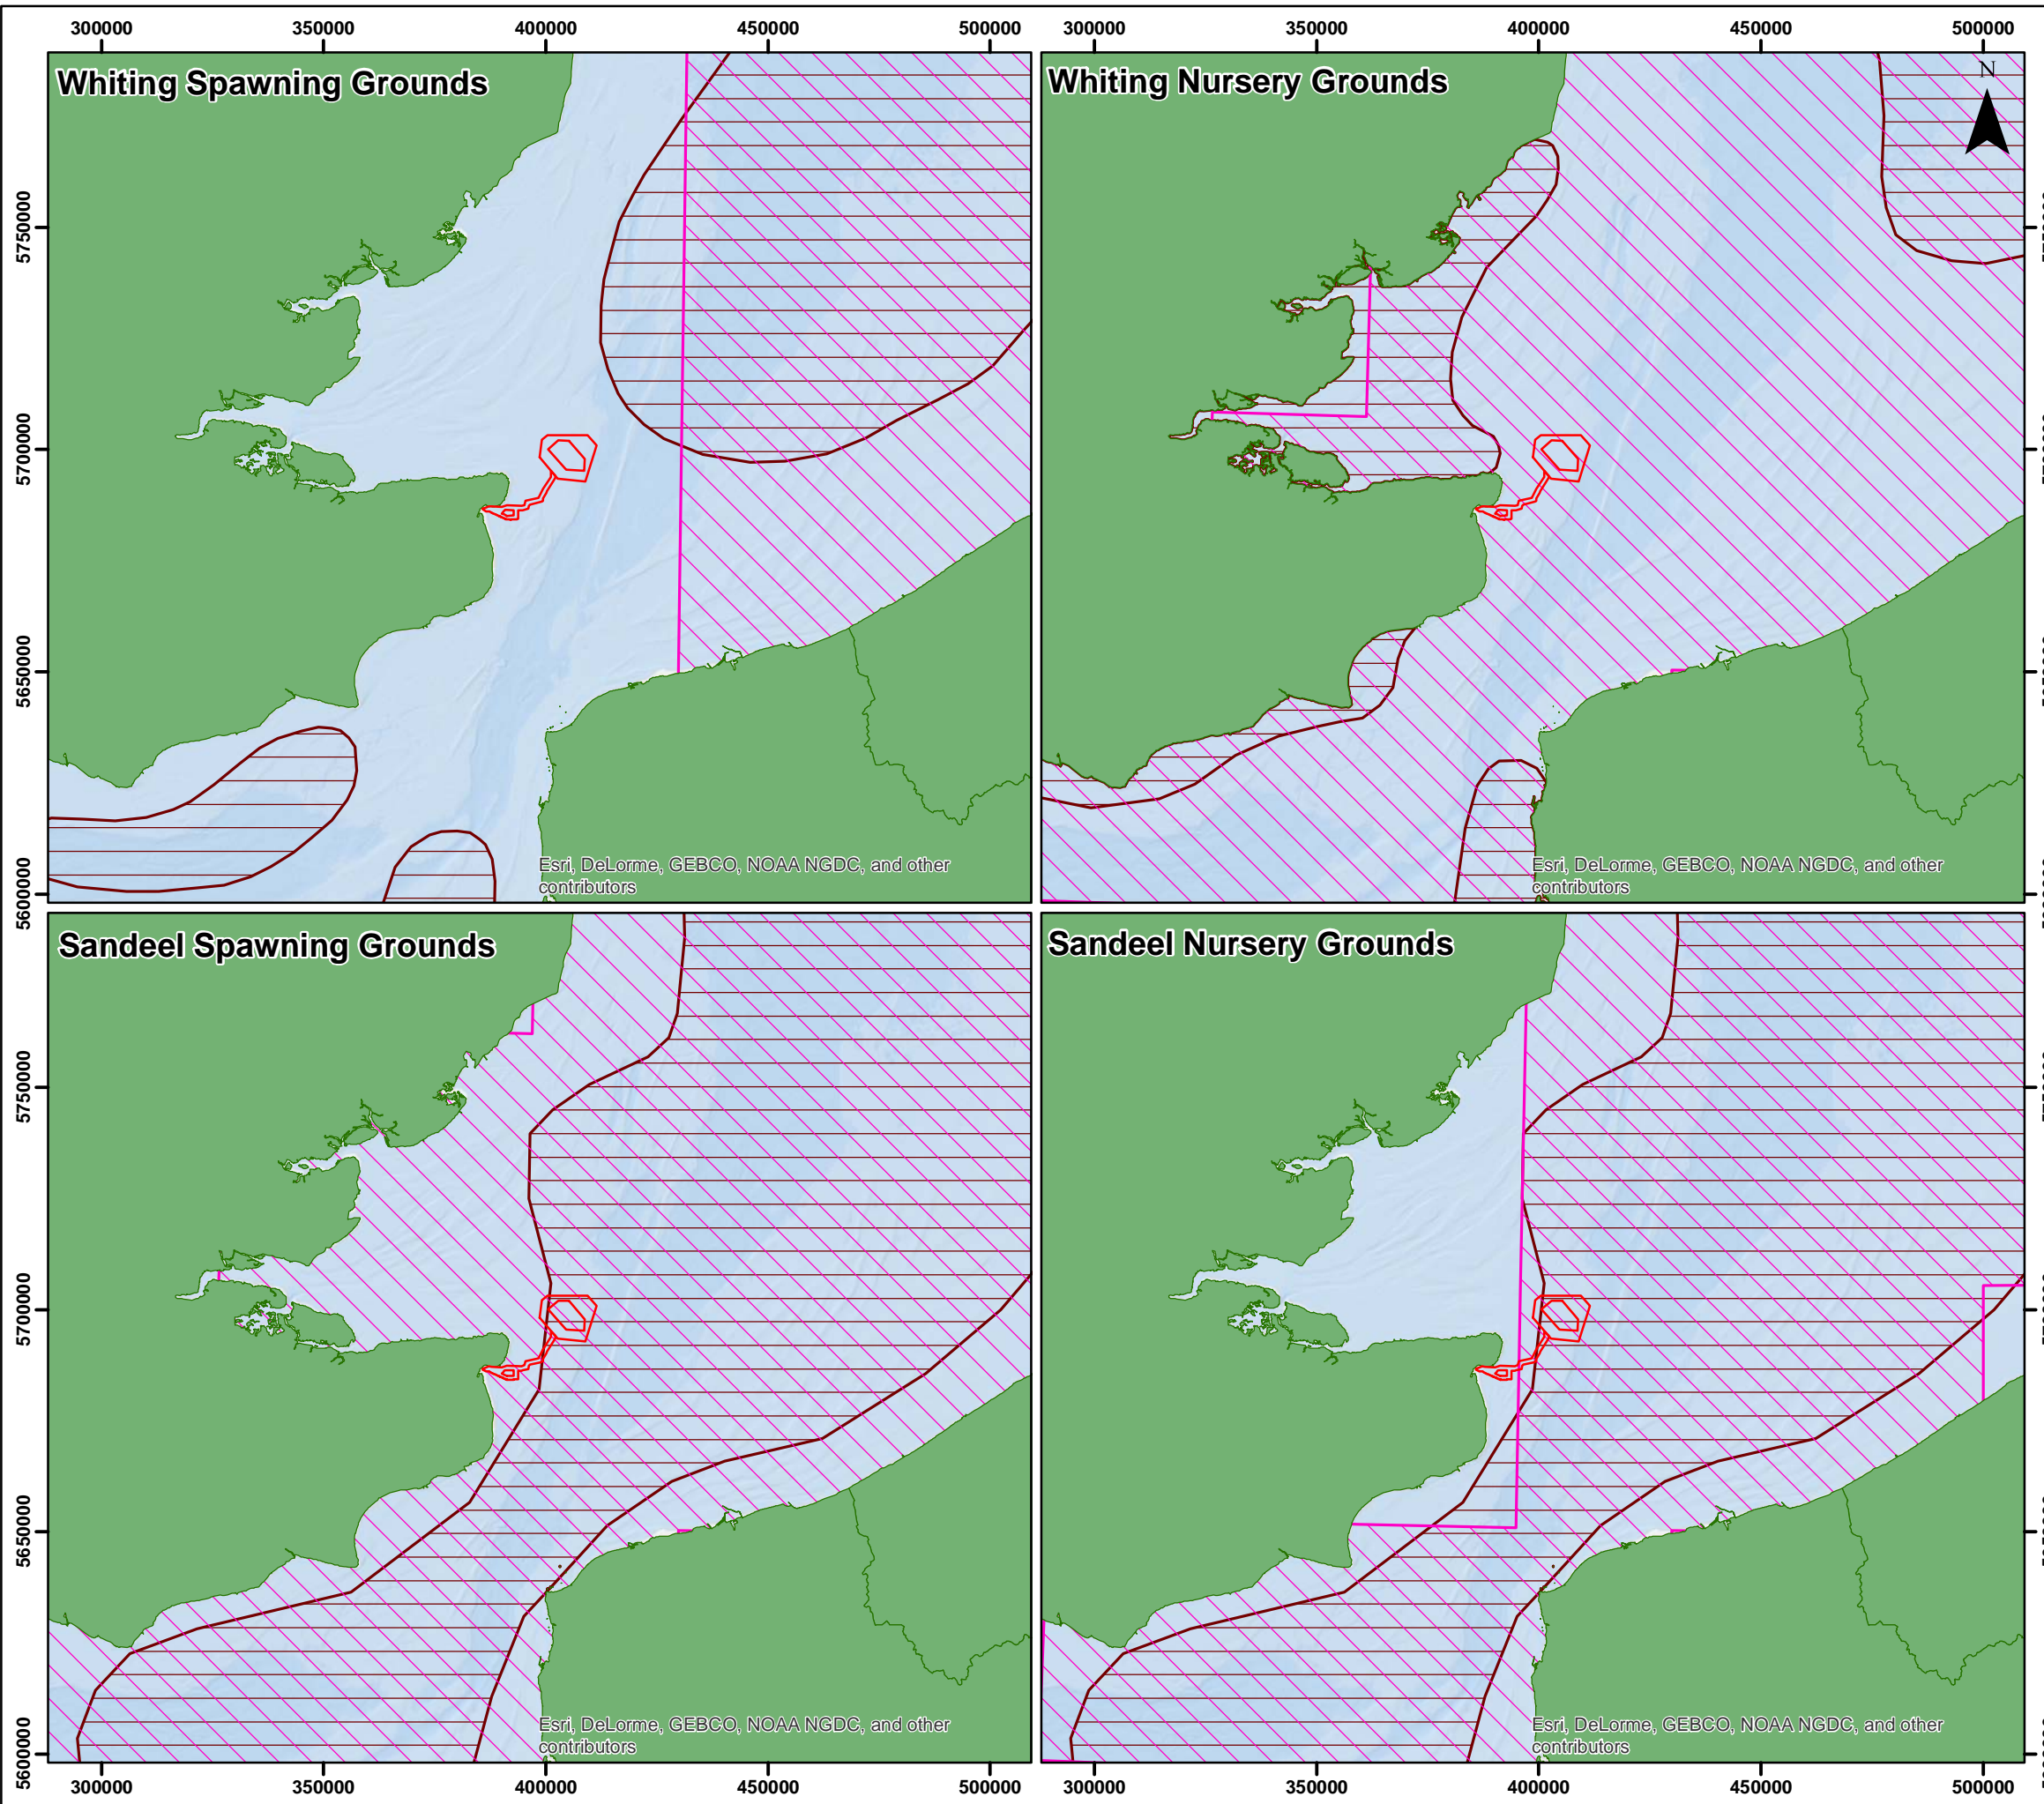 300000 350000 400000 450000 500000 300000 350000 400000 450000 500000
Whiting Spawning Grounds
Whiting Nursery Grounds
N
5750000
5700000
5650000
5600000
Esri, DeLorme, GEBCO, NOAA NGDC, and other
contributors
Esri, DeLorme, GEBCO, NOAA NGDC, and other
contributors
Sandeel Spawning Grounds
Sandeel Nursery Grounds
5750000
5700000
5650000
5600000
Esri, DeLorme, GEBCO, NOAA NGDC, and other
contributors
Esri, DeLorme, GEBCO, NOAA NGDC, and other
contributors
300000 350000 400000 450000 500000 300000 350000 400000 450000 500000